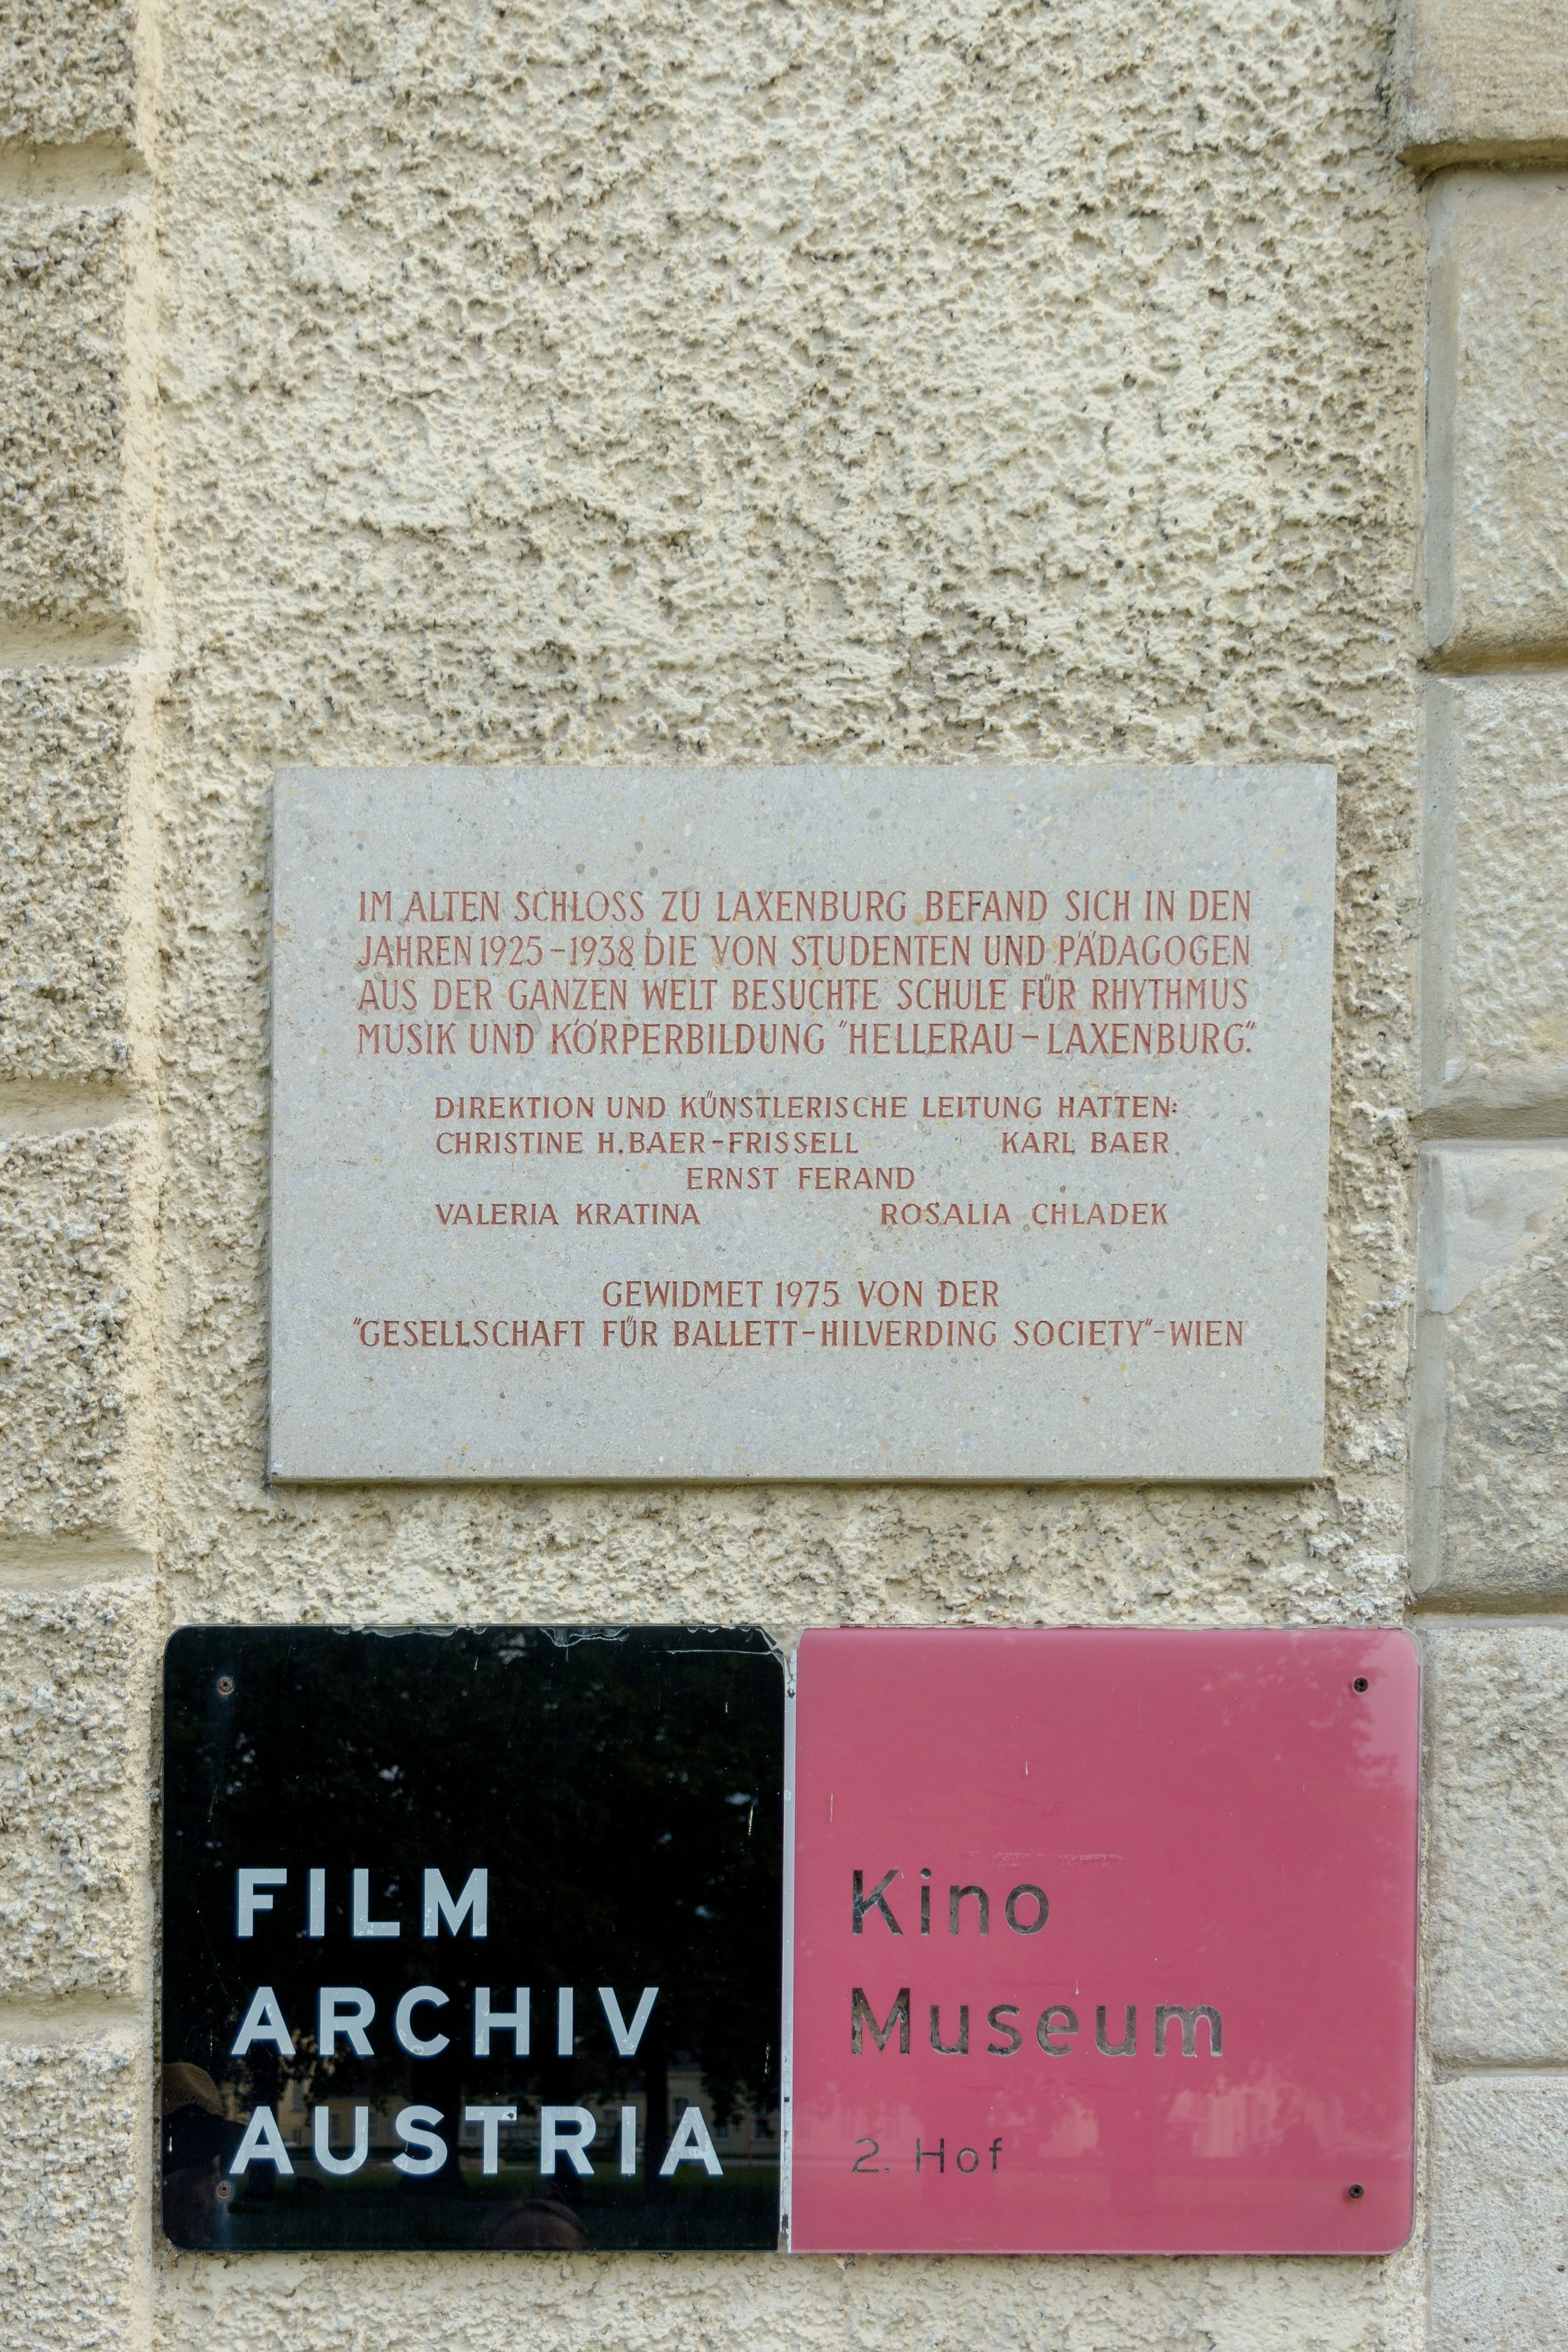 IM ALTEN SCHLOSS ZU LAXENBURG BEFAND SICH IN DEN
JAHREN 1925-1938 DIE VON STUDENTEN UND PÄDAGOGEN
AUS DER GANZEN WELT BESUCHTE SCHULE FÜR RHYTHMUS
MUSIK UND KÖRPERBILDUNG "HELLERAU-LAXENBURG".
DIREKTION UND KÜNSTLERISCHE LEITUNG HATTEN:
CHRISTINE H. BAER-FRISSELL KARL BAER
ERNST FERAND
VALERIA KRATINA ROSALIA CHLADEK
GEWIDMET 1975 VON DER
"GESELLSCHAFT FÜR BALLETT-HILVERDING SOCIETY"-WIEN
FILM
ARCHIV
AUSTRIA
Kino
Museum
2. Hof